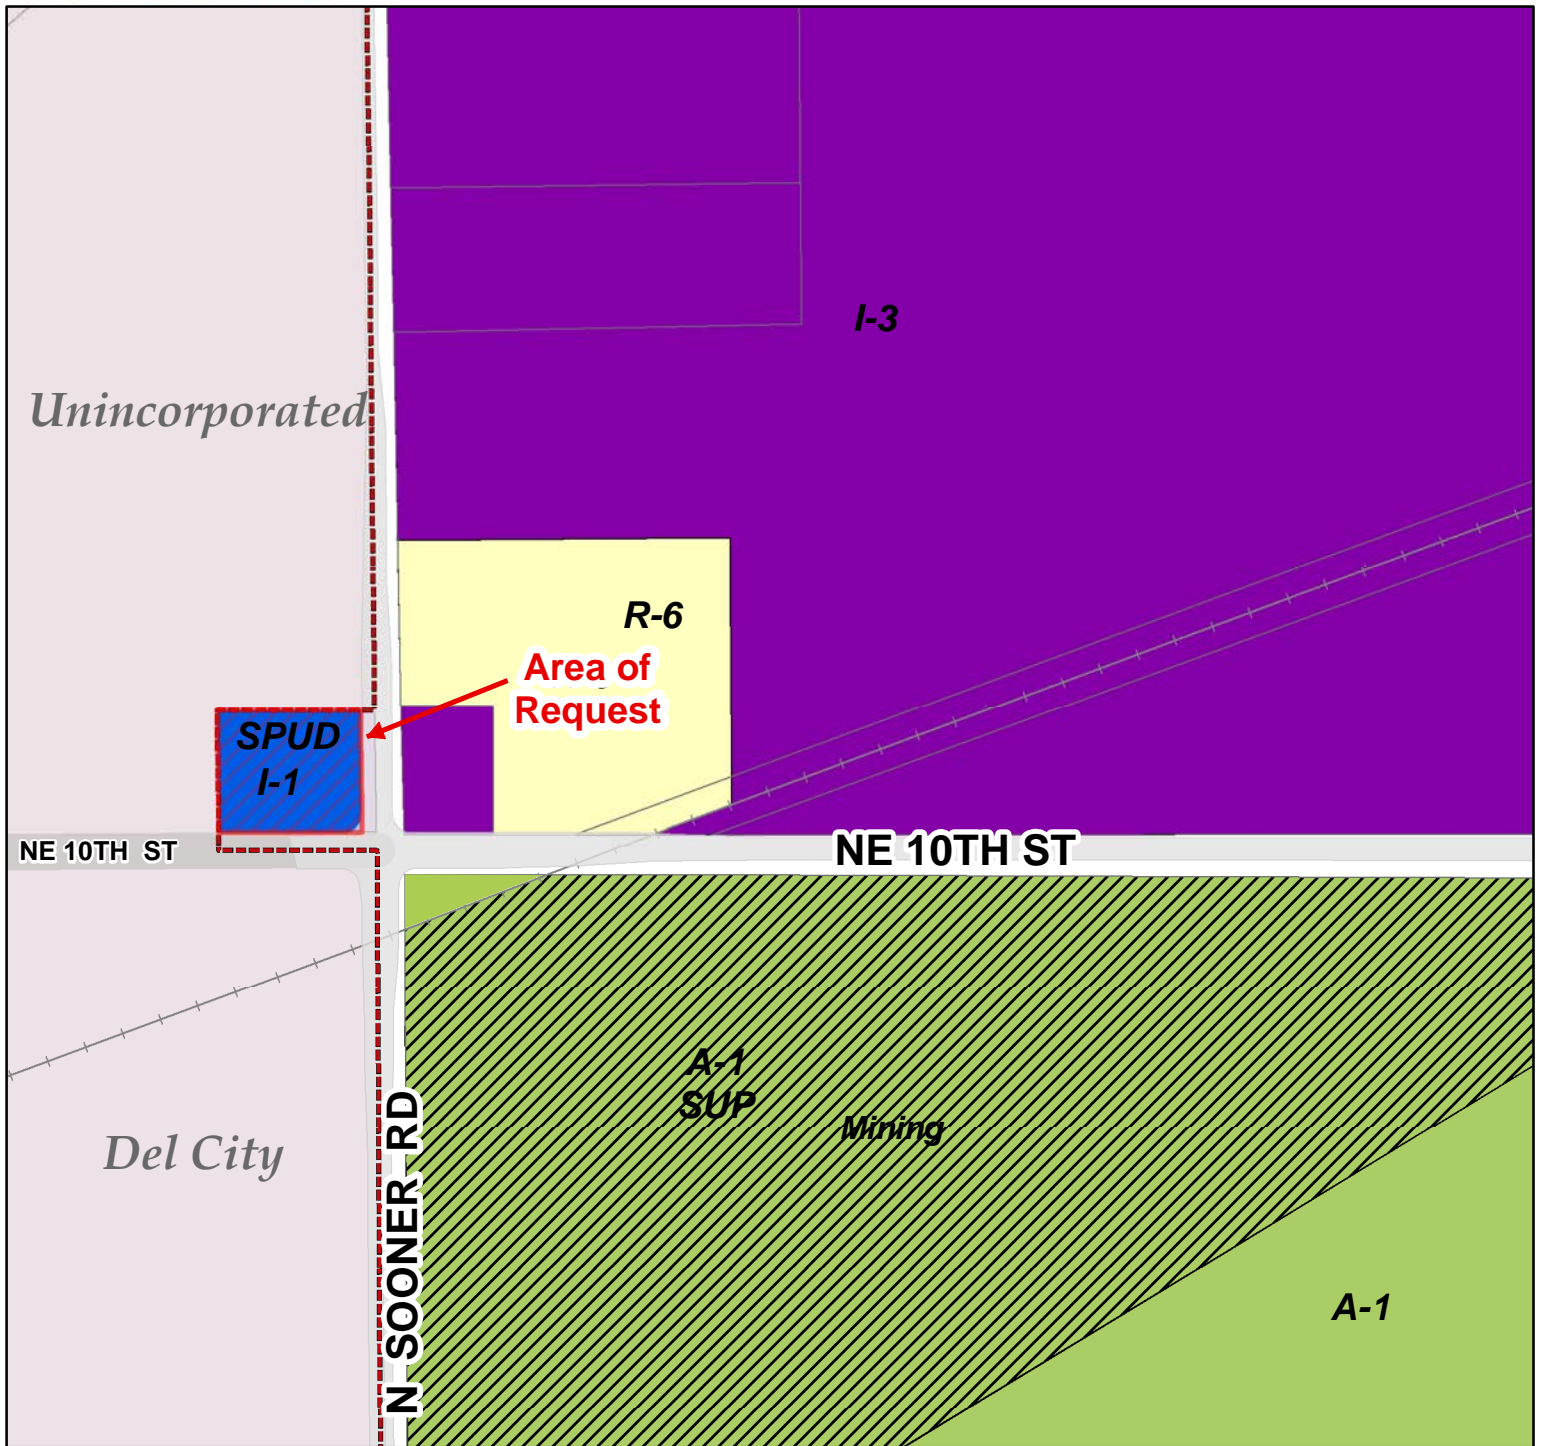 I-3
Unincorporated
R-6
Area of
Request
SPUD
I-1
NE 10TH ST
NE 10TH ST
A-1
SUP
Mining
Del City
N SOONER RD
A-1